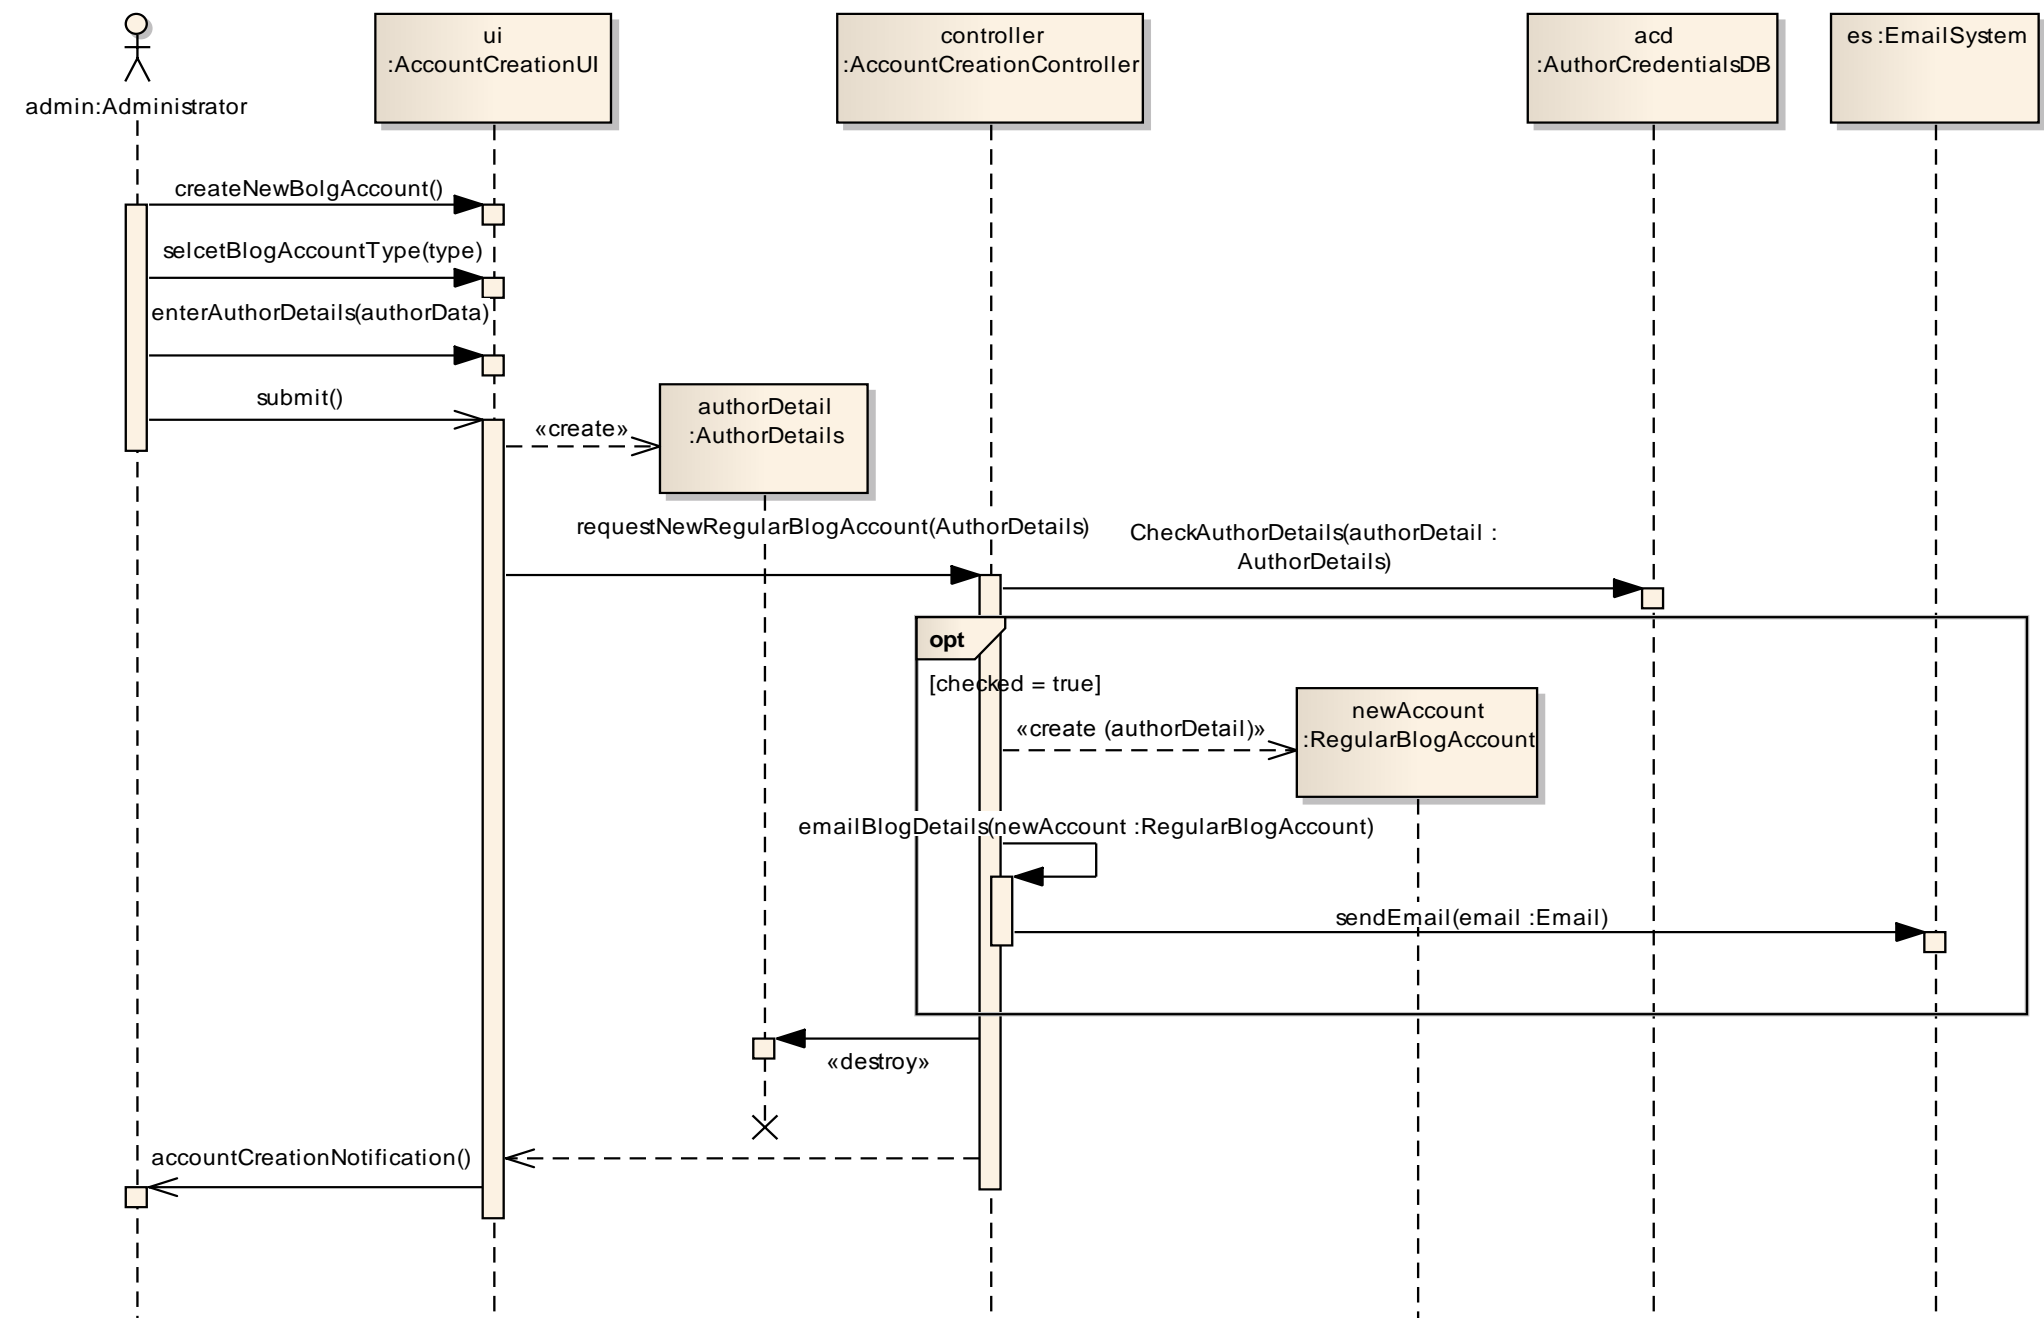 ui
:AccountCreationUI
controller
:AccountCreationController
acd
:AuthorCredentialsDB
es :EmailSystem
admin:Administrator
createNewBolgAccount()
selcetBlogAccountType(type)
enterAuthorDetails(authorData)
submit()
«create»
authorDetail
:AuthorDetails
requestNewRegularBlogAccount(AuthorDetails)
CheckAuthorDetails(authorDetail :
AuthorDetails)
opt
[checked = true]
«create (authorDetail)»
newAccount
:RegularBlogAccount
emailBlogDetails(newAccount :RegularBlogAccount)
sendEmail(email :Email)
«destroy»
accountCreationNotification()